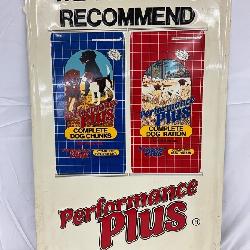 RECOMMEND
Performance
Plus
COMPLETE
DOG CHUNKS
Performance
Plus
COMPLETE
DOG RATION
Performance
Plus ®